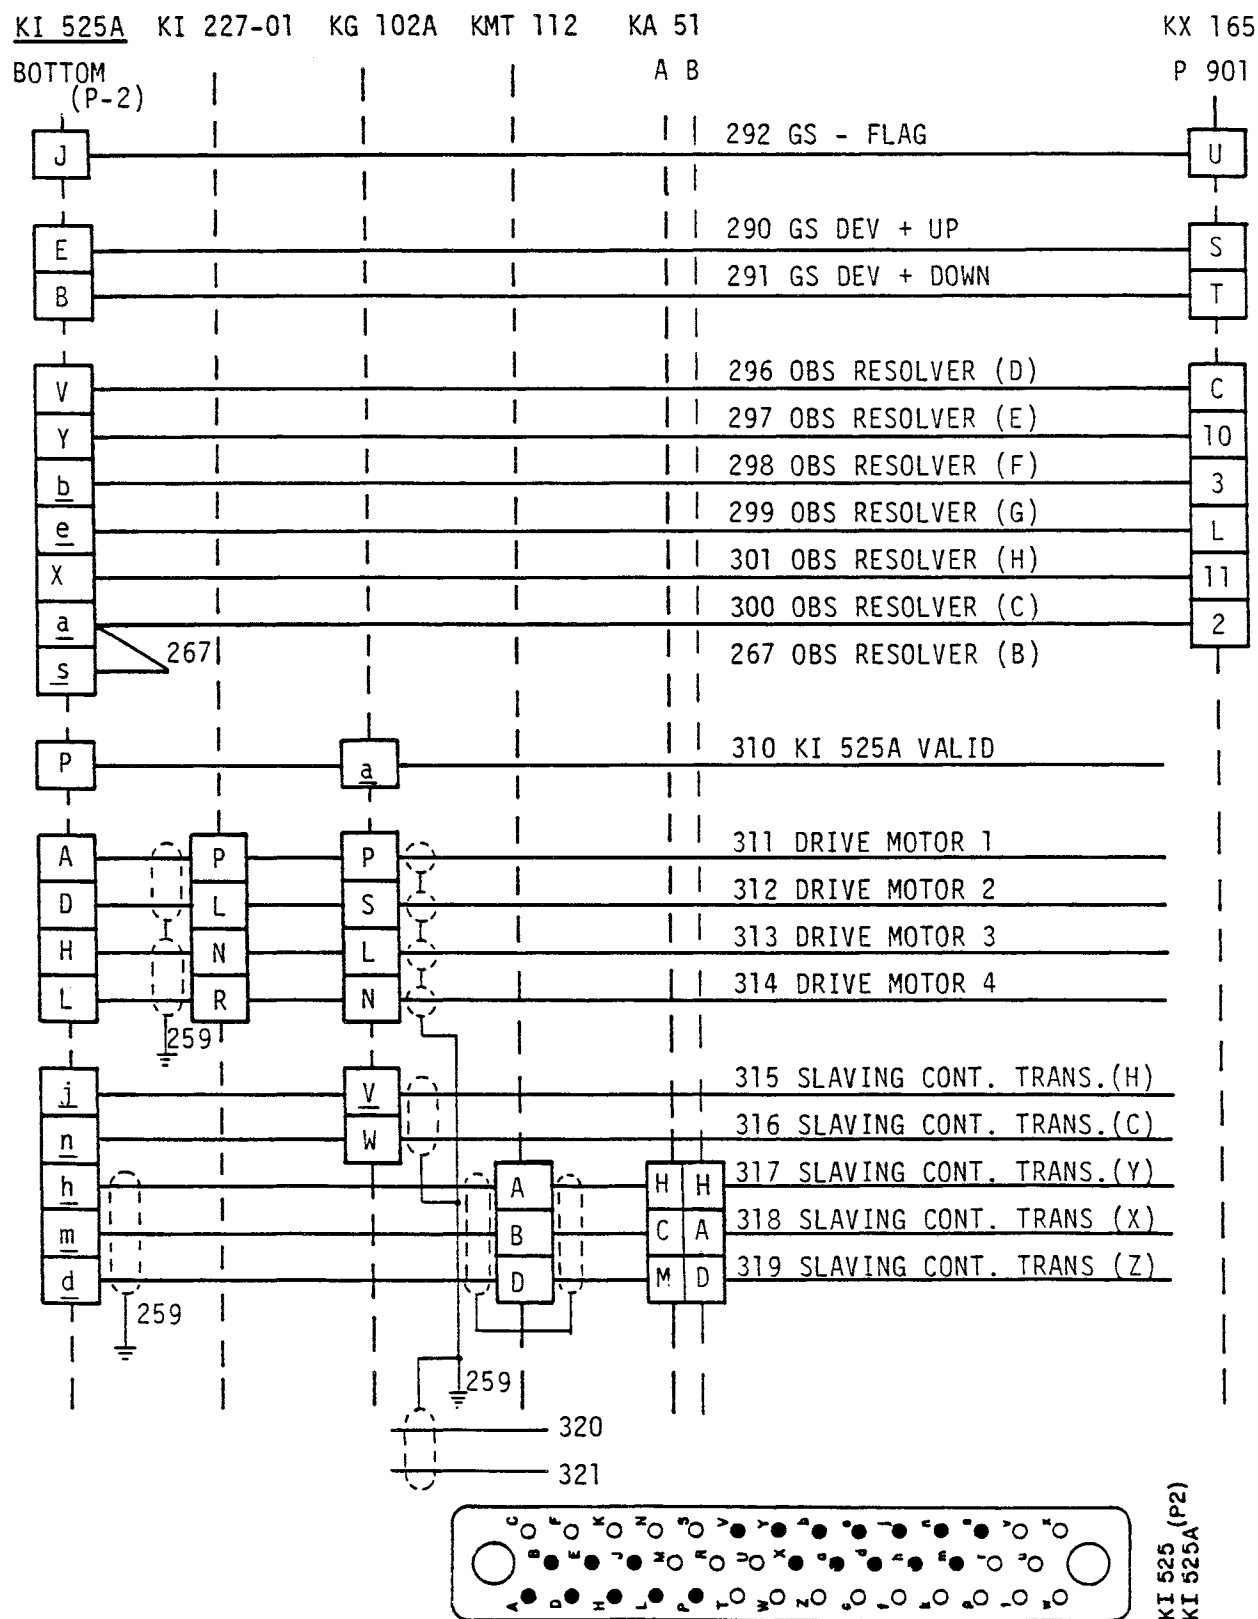 KI 525A KI 227-01 KG 102A KMT 112 KA 51 KX 165
BOTTOM A B P 901
(P-2)
J 292 GS - FLAG U
E 290 GS DEV + UP S
B 291 GS DEV + DOWN T
V 296 OBS RESOLVER (D) C
Y 297 OBS RESOLVER (E) 10
b 298 OBS RESOLVER (F) 3
e 299 OBS RESOLVER (G) L
X 301 OBS RESOLVER (H) 11
a 300 OBS RESOLVER (C) 2
s 267 267 OBS RESOLVER (B)
P a 310 KI 525A VALID
A P P 311 DRIVE MOTOR 1
D L S 312 DRIVE MOTOR 2
H N L 313 DRIVE MOTOR 3
L R N 314 DRIVE MOTOR 4
259
j V 315 SLAVING CONT. TRANS.(H)
n W 316 SLAVING CONT. TRANS.(C)
h A H H 317 SLAVING CONT. TRANS.(Y)
m B C A 318 SLAVING CONT. TRANS (X)
d D M D 319 SLAVING CONT. TRANS (Z)
259
259
320
321
C F K N S V Y b e j n s v x
B E J M R U X a d h m r u
A D H L P T W Z c f k p t w
KI 525
KI 525A (P2)